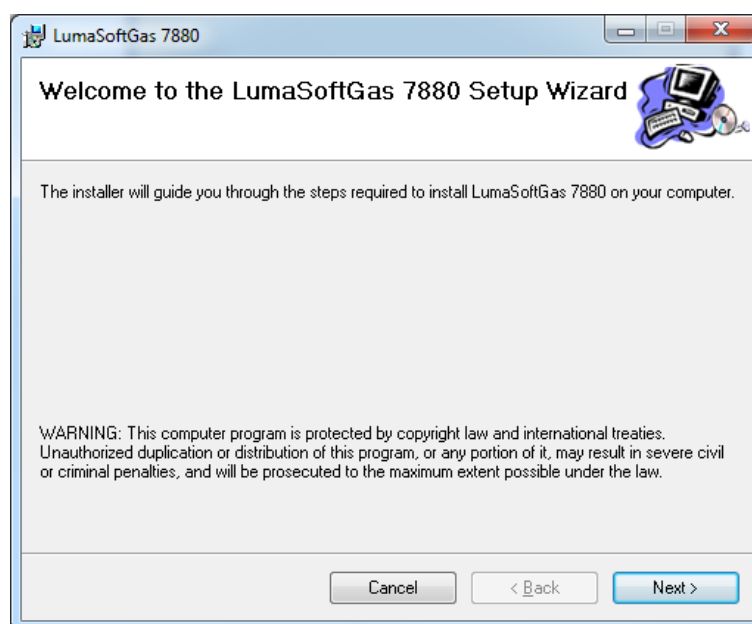 LumaSoftGas 7880
Welcome to the LumaSoftGas 7880 Setup Wizard
The installer will guide you through the steps required to install LumaSoftGas 7880 on your computer.
WARNING: This computer program is protected by copyright law and international treaties.
Unauthorized duplication or distribution of this program, or any portion of it, may result in severe civil
or criminal penalties, and will be prosecuted to the maximum extent possible under the law.
Cancel
< Back
Next >